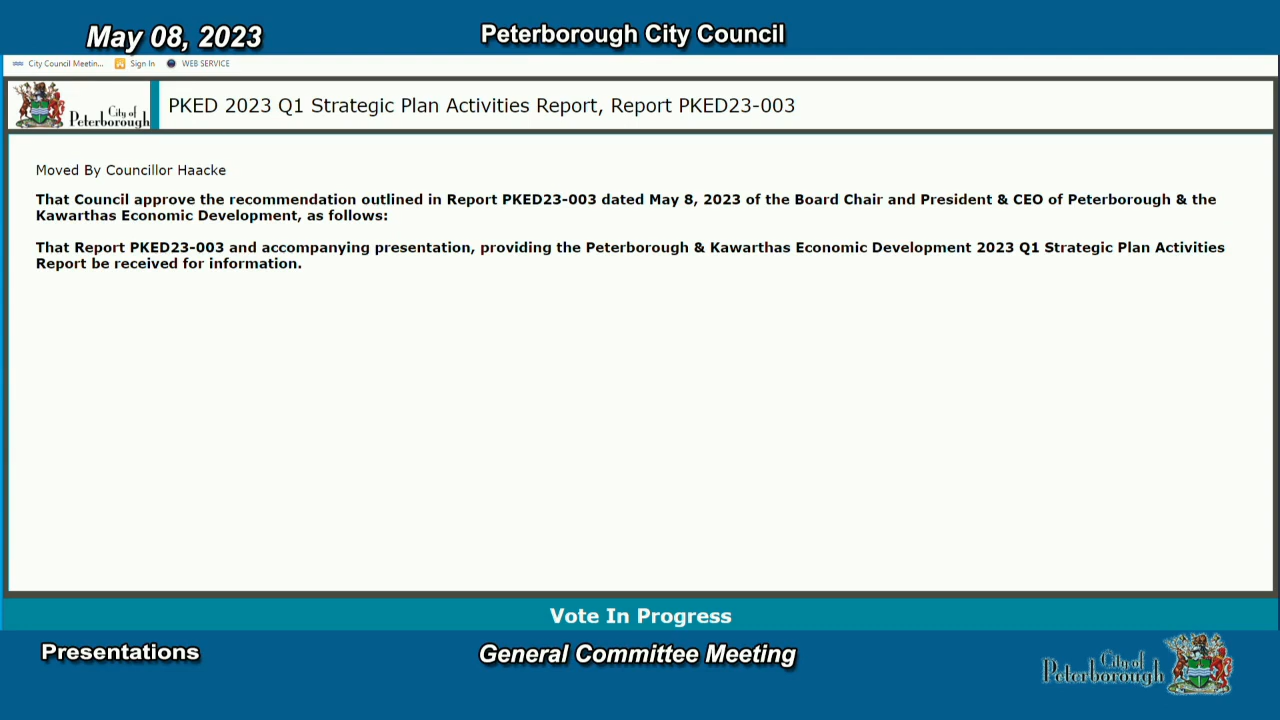 May 08, 2023
Peterborough City Council
City Council Meetin...
Sign In
WEB SERVICE
City of
Peterborough
PKED 2023 Q1 Strategic Plan Activities Report, Report PKED23-003
Moved By Councillor Haacke
That Council approve the recommendation outlined in Report PKED23-003 dated May 8, 2023 of the Board Chair and President & CEO of Peterborough & the
Kawarthas Economic Development, as follows:
That Report PKED23-003 and accompanying presentation, providing the Peterborough & Kawarthas Economic Development 2023 Q1 Strategic Plan Activities
Report be received for information.
Vote In Progress
Presentations
General Committee Meeting
City of
Peterborough